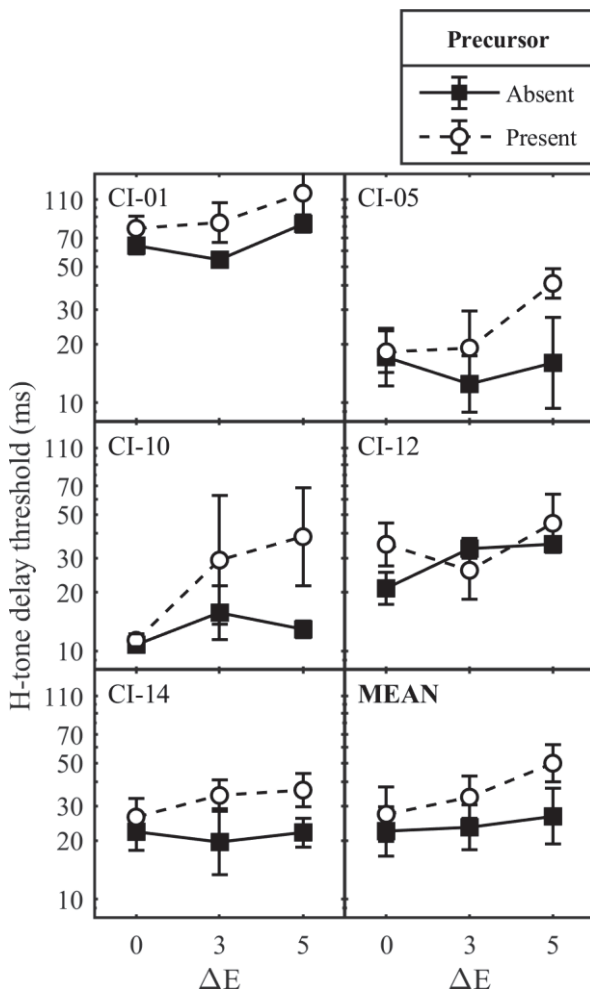 Precursor
Absent
Present
H-tone delay threshold (ms)
CI-01
110
70
50
30
20
10
CI-05
CI-10
110
70
50
30
20
10
CI-12
CI-14
110
70
50
30
20
10
MEAN
0 3 5 0 3 5
ΔE ΔE